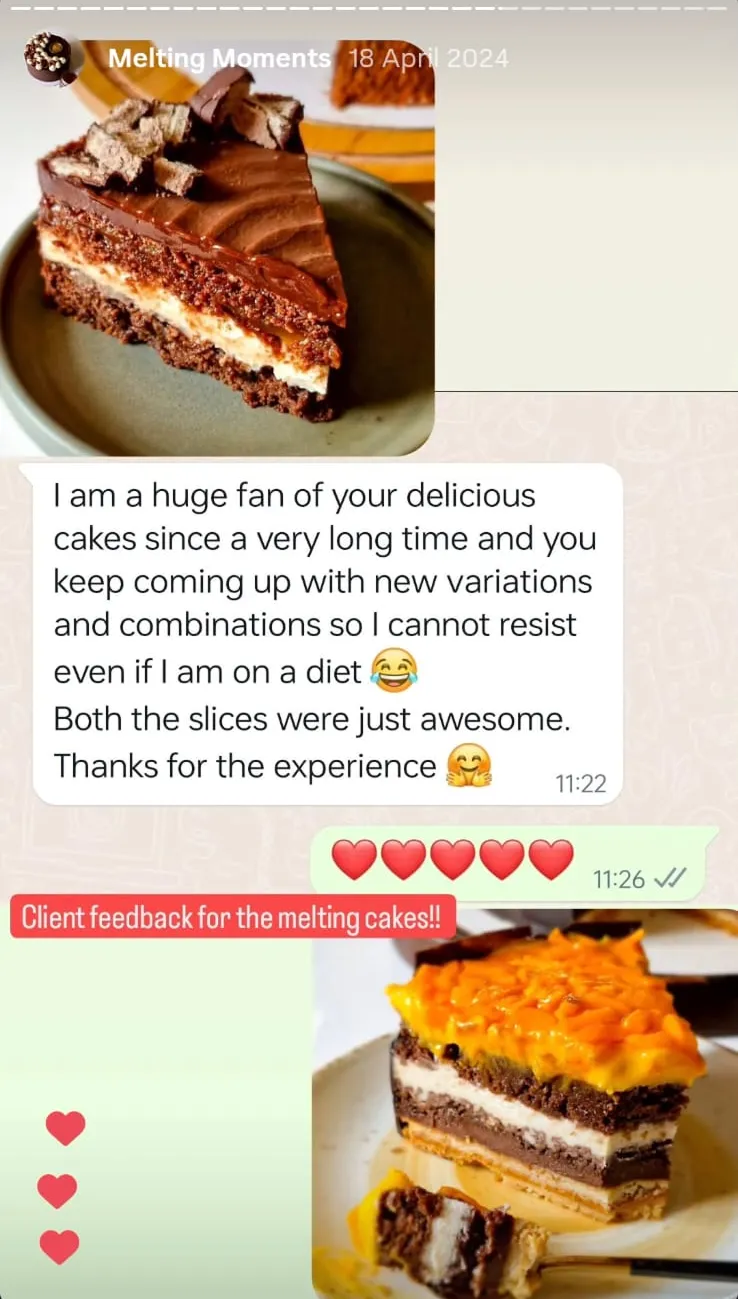 Melting Moments 18 April 2024
I am a huge fan of your delicious
cakes since a very long time and you
keep coming up with new variations
and combinations so I cannot resist
even if I am on a diet 😂
Both the slices were just awesome.
Thanks for the experience 🤗
11:22
❤️❤️❤️❤️❤️
11:26
Client feedback for the melting cakes!!